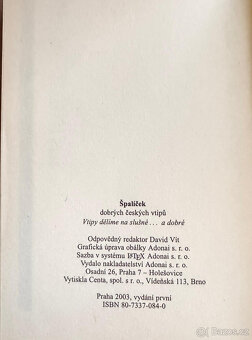 Špalíček
dobrých českých vtipů
Vtipy dělíme na slušné ... a dobré
Odpovědný redaktor David Vít
Grafická úprava obálky Adonai s. r. o.
Sazba v systému LATEX Adonai s. r. o.
Vydalo nakladatelství Adonai s. r. o.
Osadní 26, Praha 7 – Holešovice
Vytiskla Centa, spol. s r. o., Vídeňská 113, Brno
Praha 2003, vydání první
ISBN 80-7337-084-0
bazoš.cz